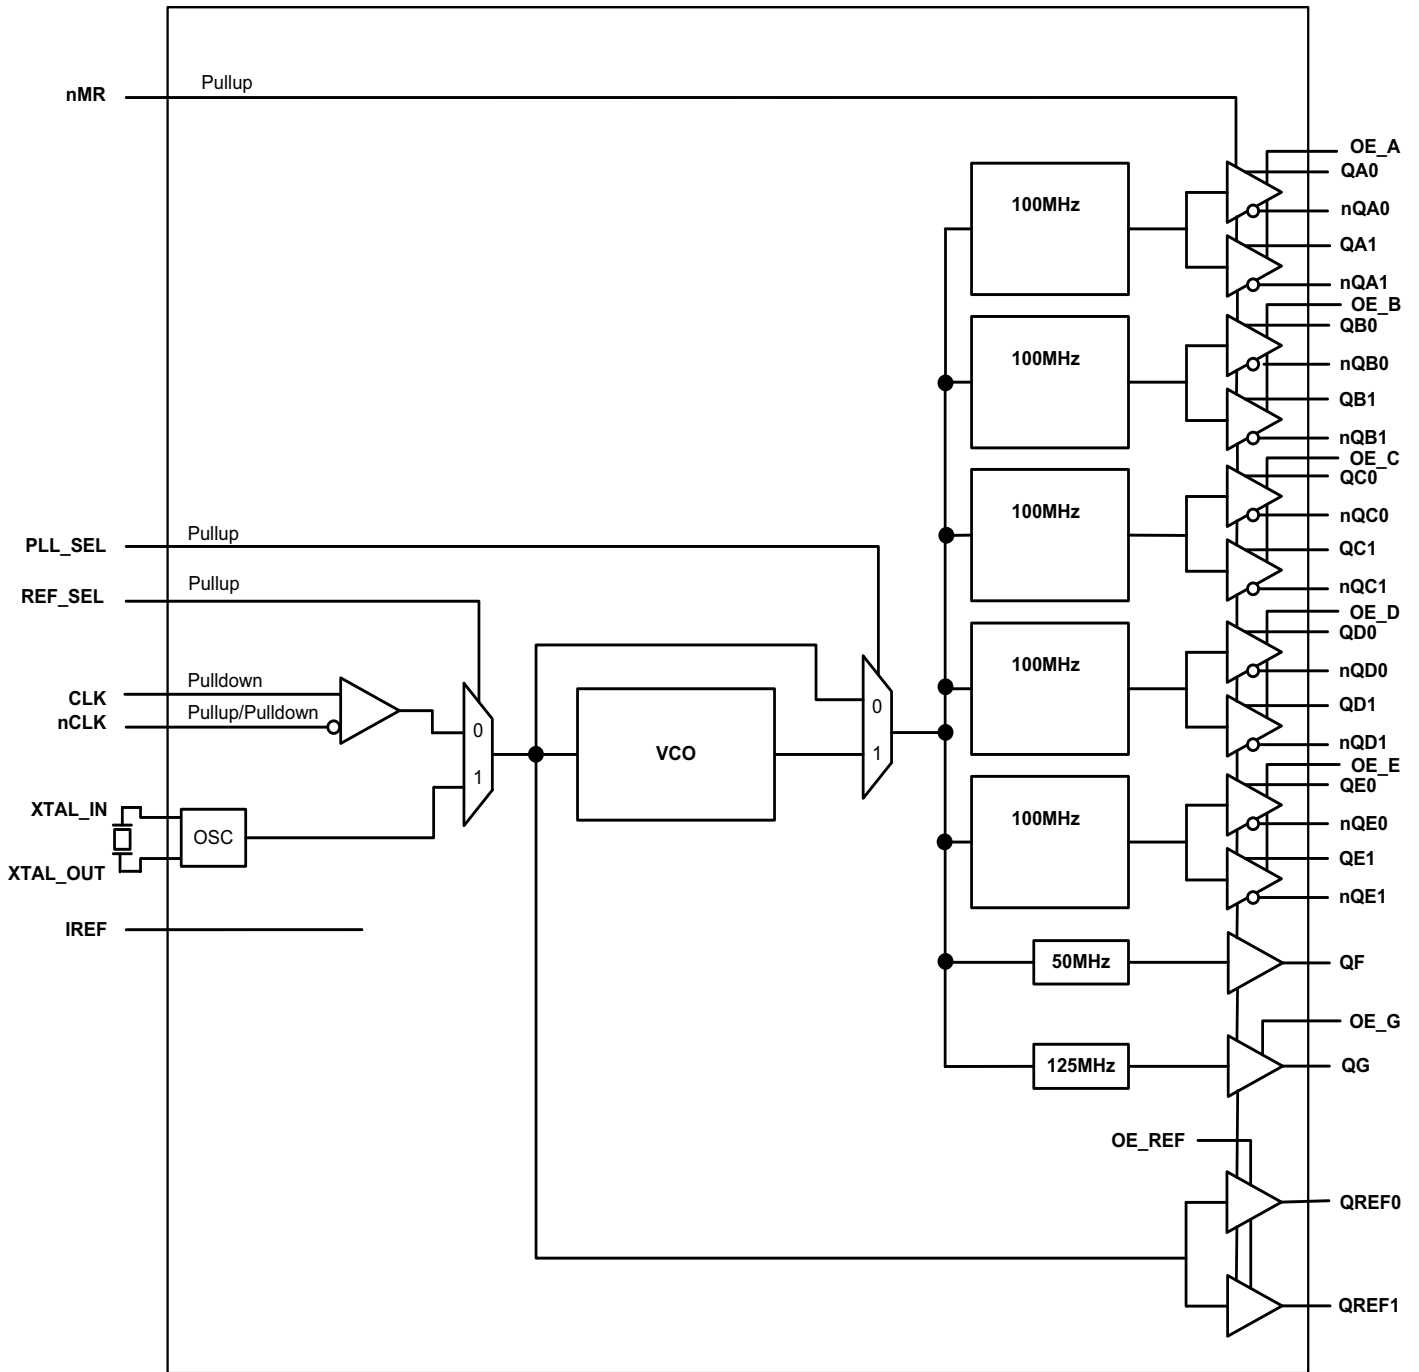 nMR
Pullup
OE_A
QA0
100MHz
nQA0
QA1
nQA1
OE_B
QB0
100MHz
nQB0
QB1
nQB1
OE_C
QC0
100MHz
nQC0
QC1
nQC1
PLL_SEL
Pullup
REF_SEL
Pullup
OE_D
QD0
100MHz
nQD0
QD1
nQD1
CLK
Pulldown
nCLK
Pullup/Pulldown
0
1
VCO
0
1
OE_E
QE0
100MHz
nQE0
QE1
nQE1
XTAL_IN
OSC
XTAL_OUT
IREF
50MHz
QF
OE_G
125MHz
QG
OE_REF
QREF0
QREF1